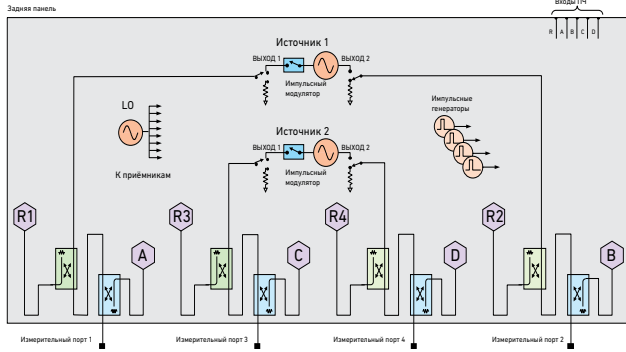 Входы ПЧ
Задняя панель
R A B C D
Источник 1
ВЫХОД 1
ВЫХОД 2
Импульсный
модулятор
LO
К приёмникам
Импульсные
генераторы
Источник 2
ВЫХОД 1
ВЫХОД 2
Импульсный
модулятор
R1
R3
R4
R2
A
C
D
B
Измерительный порт 1
Измерительный порт 3
Измерительный порт 4
Измерительный порт 2